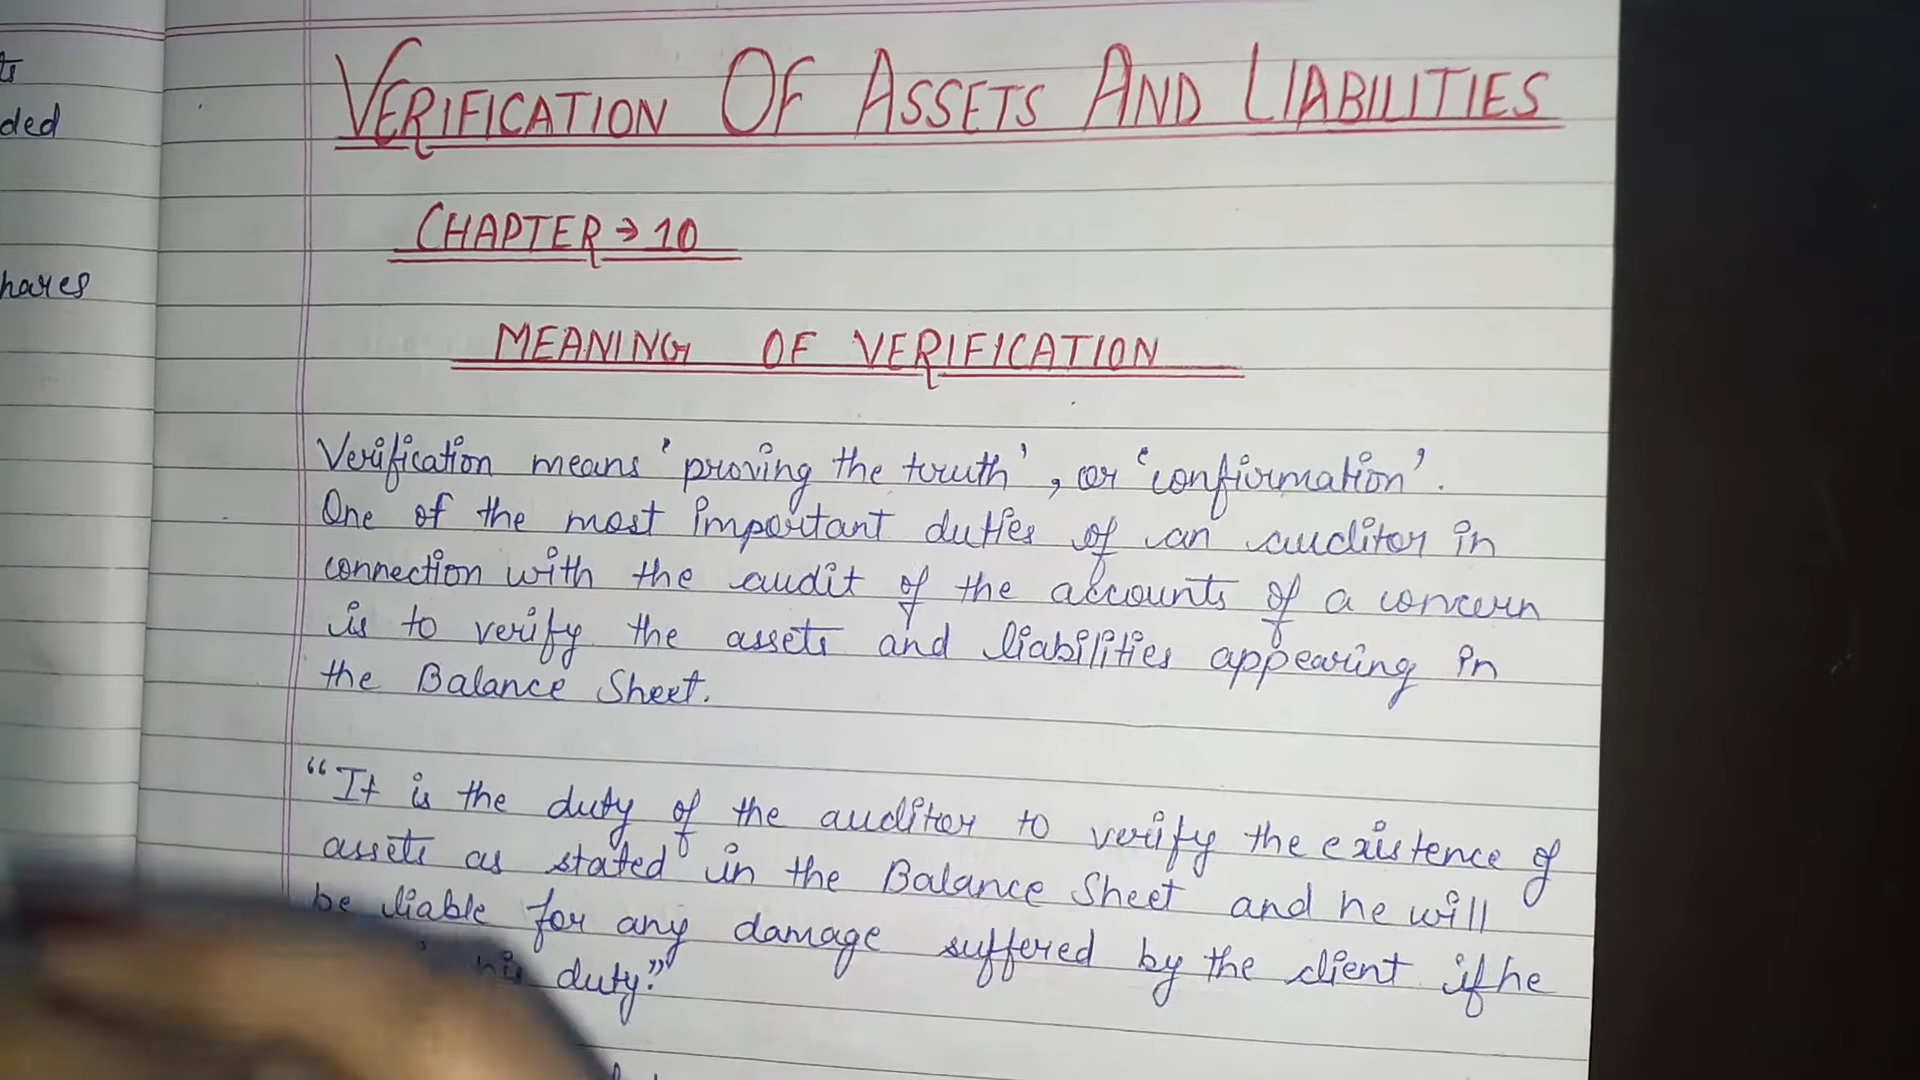 ts
ded
hares
VERIFICATION OF ASSETS AND LIABILITIES
CHAPTER → 10
MEANING OF VERIFICATION
Verification means 'proving the truth', or 'confirmation'.
One of the most important duties of an auditor in
connection with the audit of the accounts of a concern
is to verify the assets and liabilities appearing in
the Balance Sheet.
"It is the duty of the auditor to verify the existence of
assets as stated in the Balance Sheet and he will
be liable for any damage suffered by the client if he
his duty."